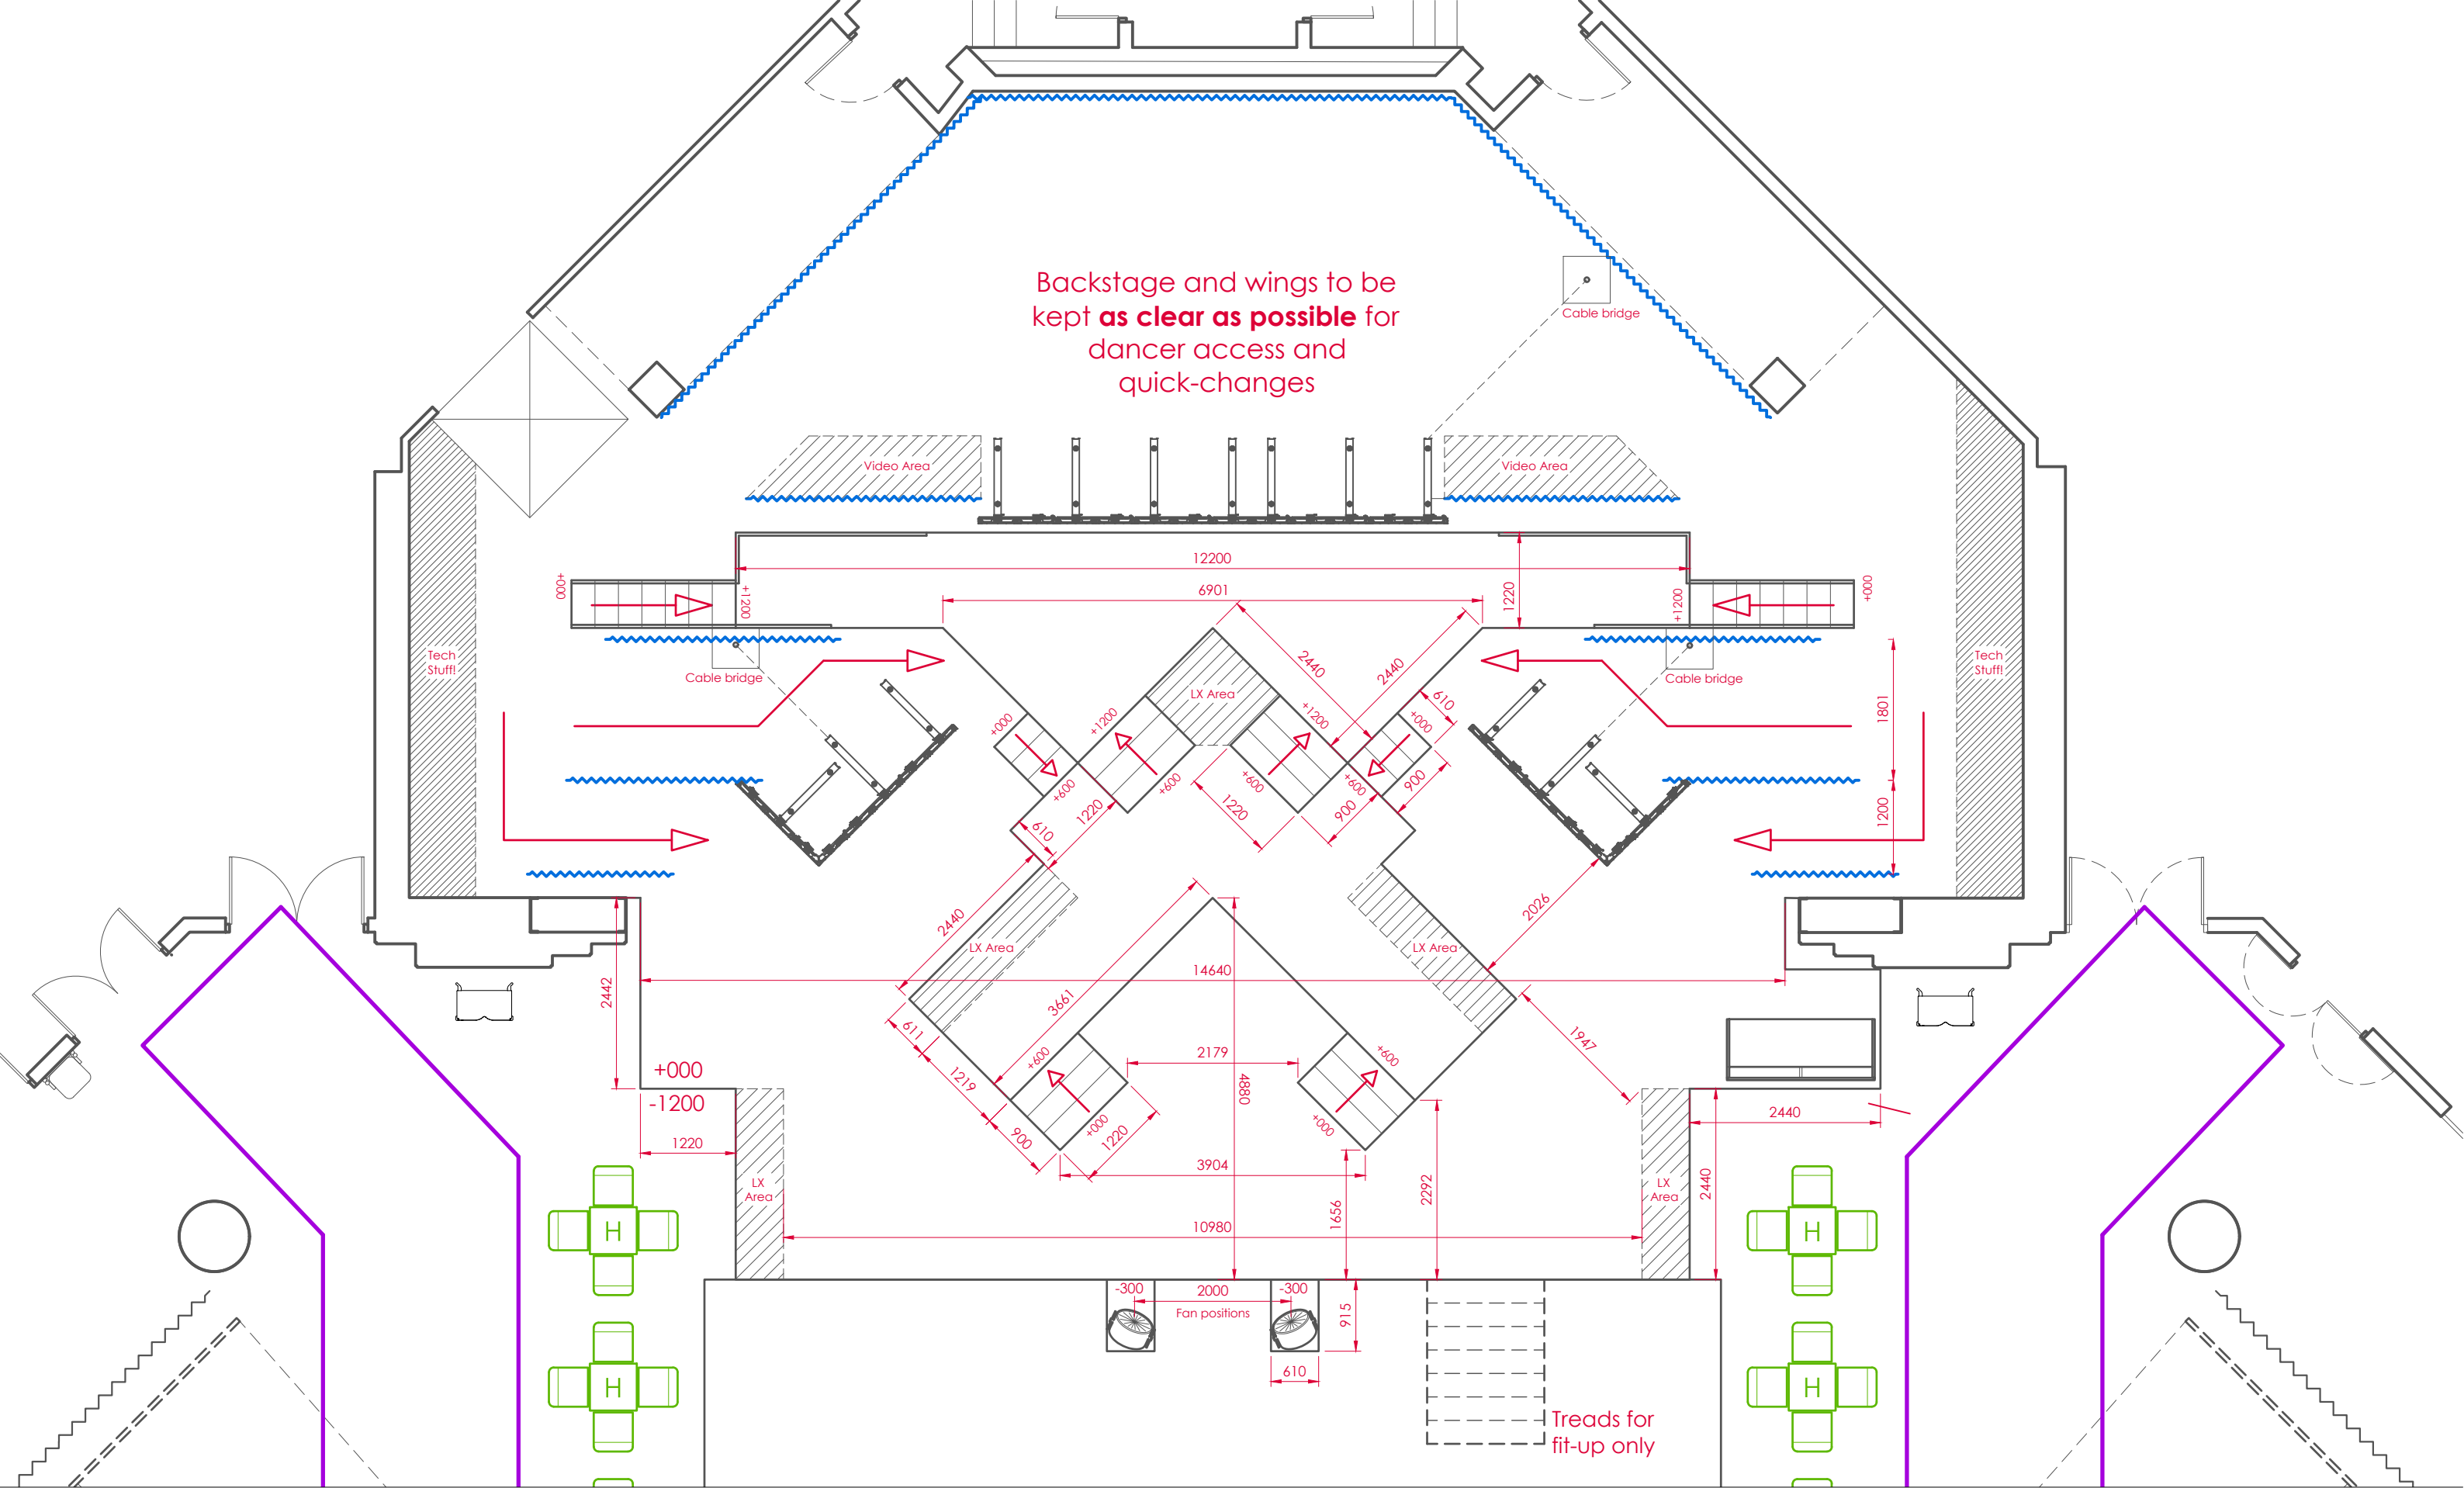 Backstage and wings to be
kept as clear as possible for
dancer access and
quick-changes
Cable bridge
Video Area
Video Area
12200
6901
1220
+000
+1200
+1200
+000
Cable bridge
Cable bridge
Tech
Stuff!
Tech
Stuff!
LX Area
2440
2440
610
+000
+1200
+1200
+000
1801
+600
+600
+600
+600
900
900
1220
1220
610
1200
2440
2026
LX Area
LX Area
14640
2442
3661
611
1219
900
+600
2179
+600
1947
4880
+000
1220
+000
+000
-1200
1220
2440
3904
2292
1656
2440
LX
Area
LX
Area
10980
H
H
-300
2000
-300
Fan positions
915
610
H
H
Treads for
fit-up only